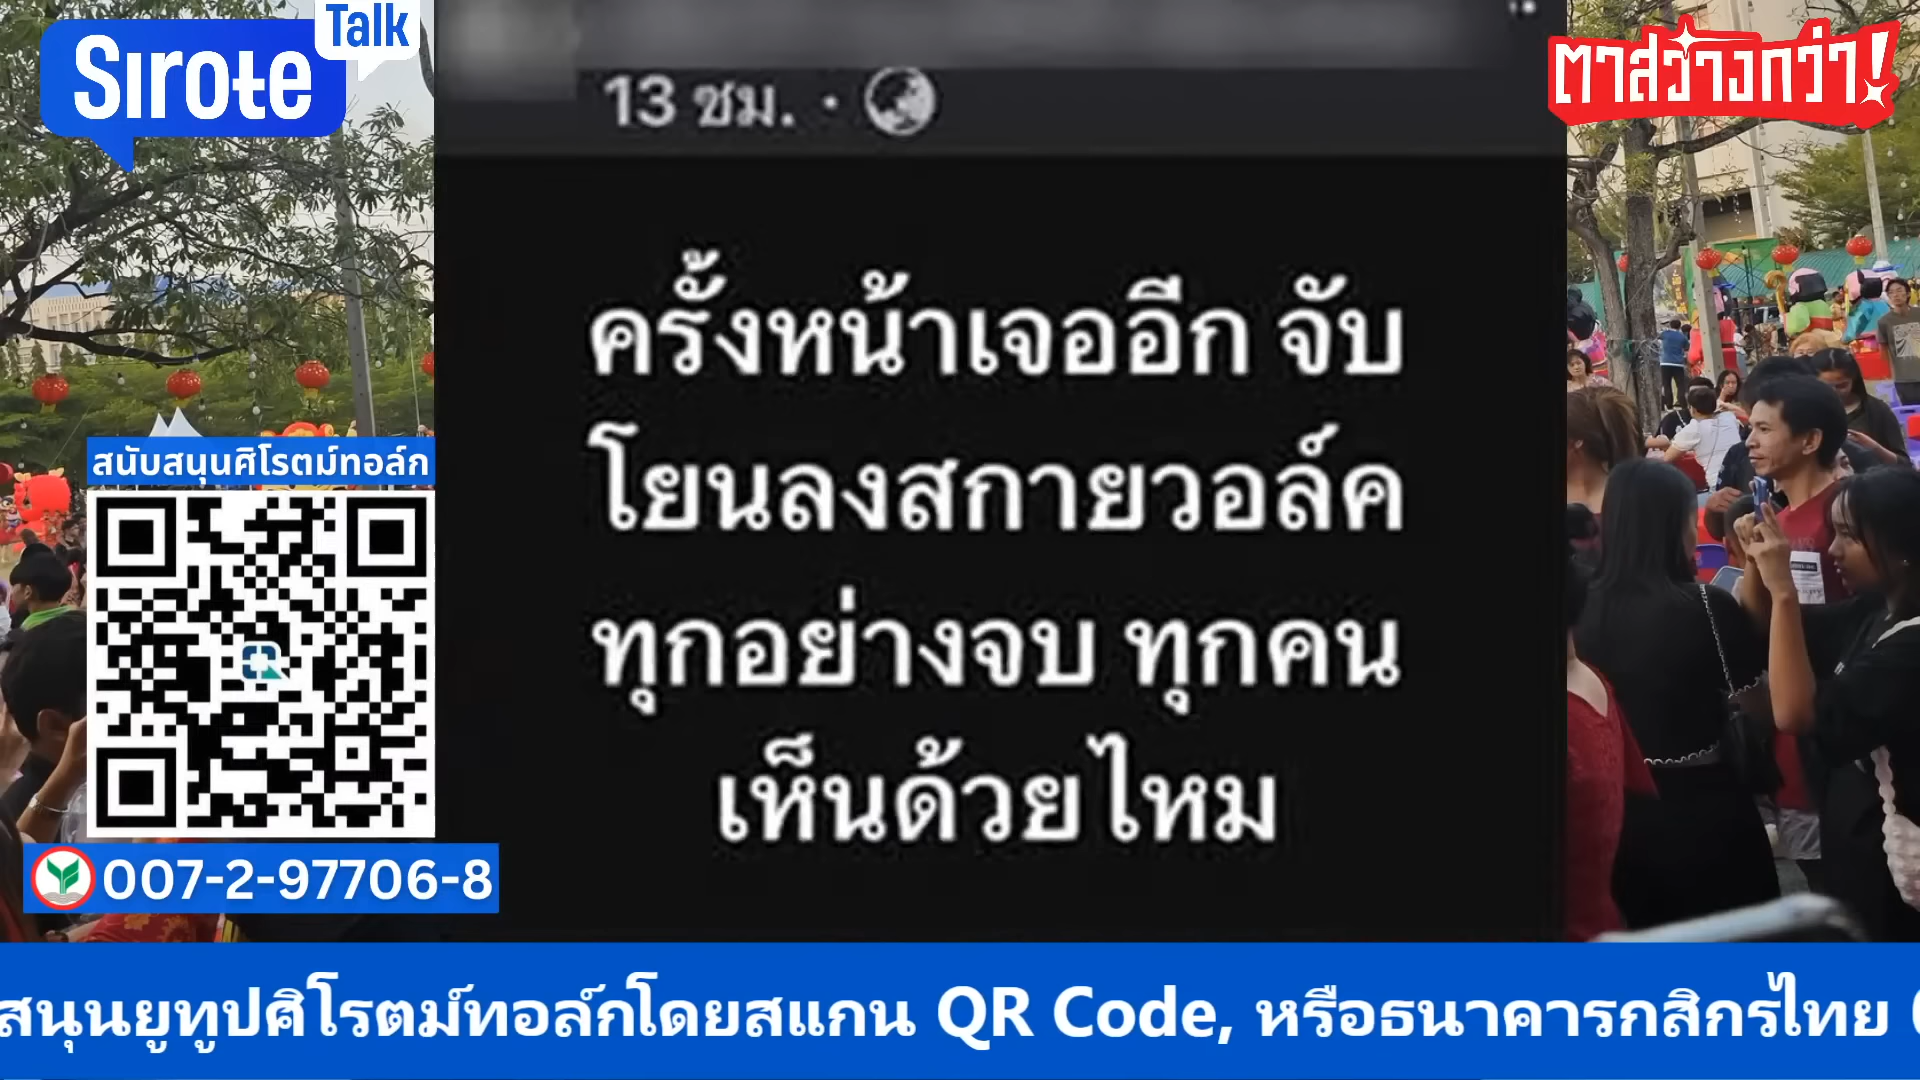 Sirote
Talk
ตาสว่างกว่า!
13 ชม. ·
ครั้งหน้าเจออีก จับ
โยนลงสกายวอล์ค
ทุกอย่างจบ ทุกคน
เห็นด้วยไหม
สนับสนุนศิโรตม์ทอล์ก
007-2-97706-8
สนุนยูทูปศิโรตม์ทอล์กโดยสแกน QR Code, หรือธนาคารกสิกรไทย